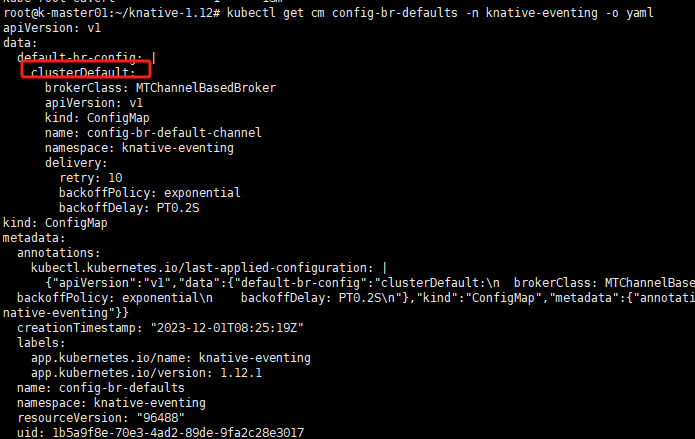 root@k-master01:~/knative-1.12# kubectl get cm config-br-defaults -n knative-eventing -o yaml
apiVersion: v1
data:
  default-br-config: |
    clusterDefault:
      brokerClass: MTChannelBasedBroker
      apiVersion: v1
      kind: ConfigMap
      name: config-br-default-channel
      namespace: knative-eventing
      delivery:
        retry: 10
        backoffPolicy: exponential
        backoffDelay: PT0.2S
kind: ConfigMap
metadata:
  annotations:
    kubectl.kubernetes.io/last-applied-configuration: |
      {"apiVersion":"v1","data":{"default-br-config":"clusterDefault:\n  brokerClass: MTChannelBase
  backoffPolicy: exponential\n    backoffDelay: PT0.2S\n"},"kind":"ConfigMap","metadata":{"annotati
native-eventing"}}
  creationTimestamp: "2023-12-01T08:25:19Z"
  labels:
    app.kubernetes.io/name: knative-eventing
    app.kubernetes.io/version: 1.12.1
  name: config-br-defaults
  namespace: knative-eventing
  resourceVersion: "96488"
  uid: 1b5a9f8e-70e3-4ad2-89de-9fa2c28e3017